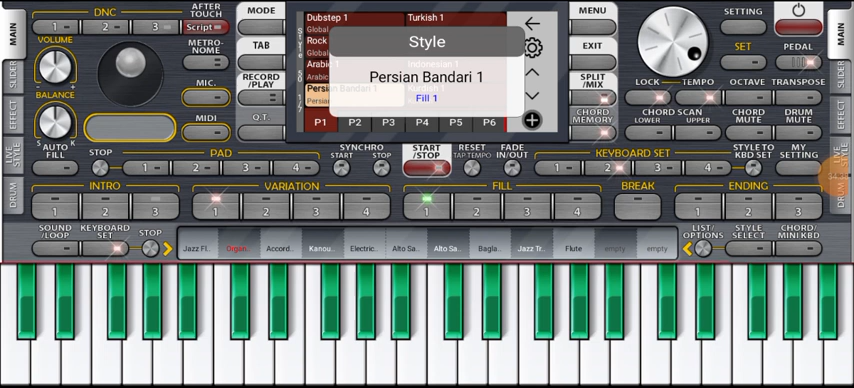 DNC
1 2 3
AFTER TOUCH
Script
MODE
TAB
RECORD /PLAY
O.T.
VOLUME
- +
BALANCE
S K
METRO-NOME
MIC.
MIDI
Dubstep 1 Turkish 1
Global
Rock
Global
Arabic Indonesian 1
Arabic
Persian Bandari 1 Kurdish 1
Persian
Style
Persian Bandari 1
Fill 1
P1 P2 P3 P4 P5 P6
MENU
EXIT
SPLIT /MIX
CHORD MEMORY
SETTING
SET
PEDAL
LOCK TEMPO OCTAVE TRANSPOSE
CHORD SCAN
LOWER UPPER
CHORD MUTE
DRUM MUTE
MAIN
SLIDER
EFFECT
LIVE STYLE
DRUM
MAIN
SLIDER
EFFECT
LIVE STYLE
DRUM
AUTO FILL
STOP
PAD
1 2 3 4
SYNCHRO
START STOP
START /STOP
RESET
TAP TEMPO
FADE IN/OUT
KEYBOARD SET
1 2 3 4
STYLE TO KBD SET
MY SETTING
INTRO
1 2 3
VARIATION
1 2 3 4
FILL
1 2 3 4
BREAK
ENDING
1 2 3
SOUND /LOOP
KEYBOARD SET
STOP
Jazz Fl. Organ. Accord.. Kanou.. Electric. Alto Sa.. Alto Sa.. Bagla.. Jazz Tr.. Flute empty empty
LIST/ OPTIONS
STYLE SELECT
CHORD/ MINI KBD